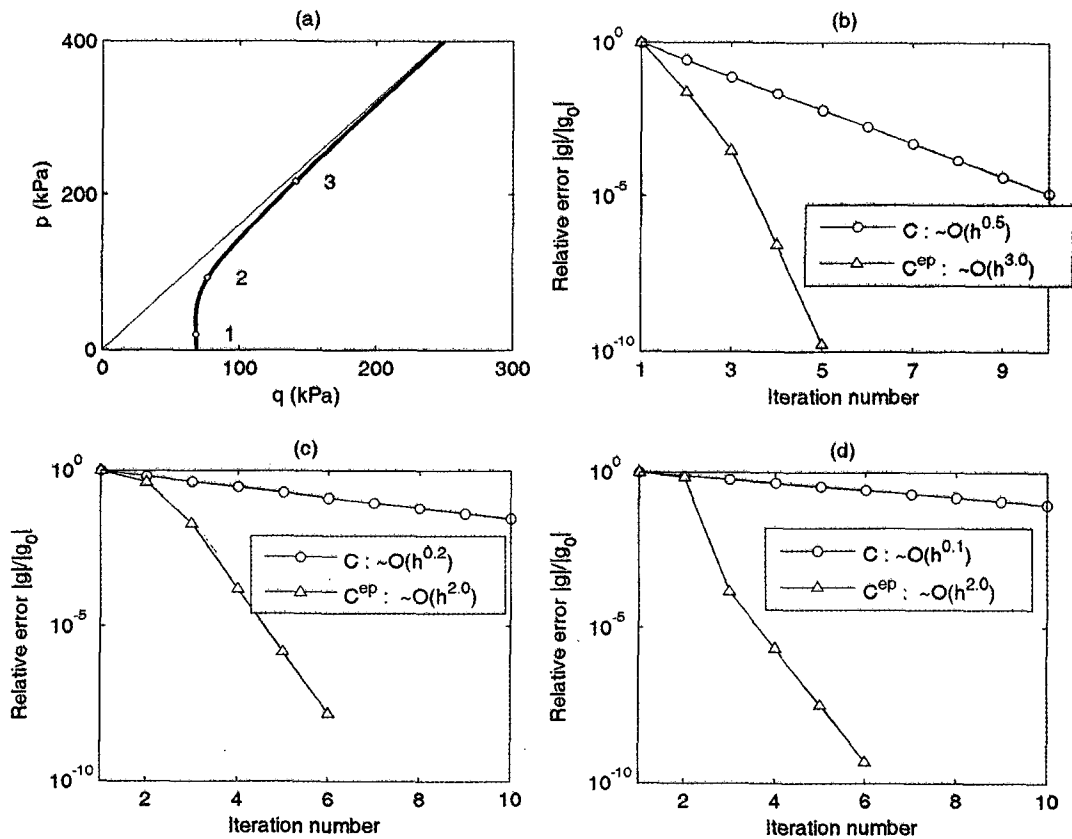 (a)
400
200
0
p (kPa)
1
2
3
0
100
200
300
q (kPa)
(b)
10^0
10^-5
10^-10
Relative error |g|/|g_0|
C : ~O(h^0.5)
C^ep : ~O(h^3.0)
1
3
5
7
9
Iteration number
(c)
10^0
10^-5
10^-10
Relative error |g|/|g_0|
C : ~O(h^0.2)
C^ep : ~O(h^2.0)
2
4
6
8
10
Iteration number
(d)
10^0
10^-5
10^-10
Relative error |g|/|g_0|
C : ~O(h^0.1)
C^ep : ~O(h^2.0)
2
4
6
8
10
Iteration number